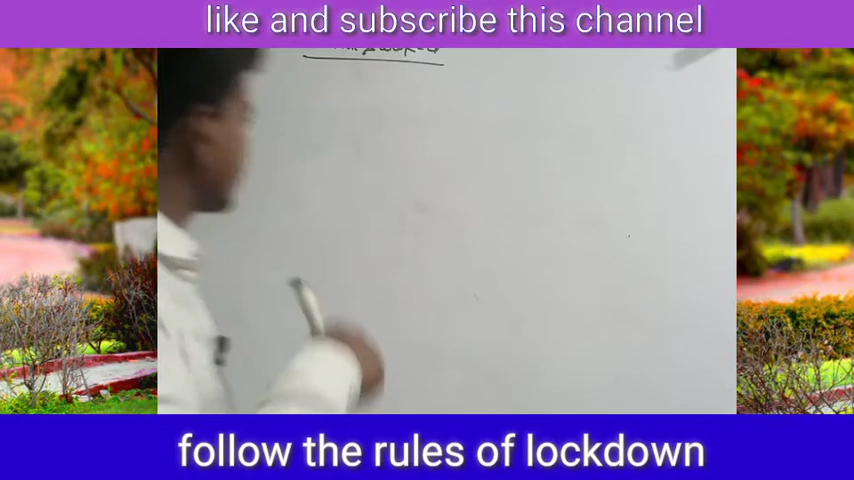 like and subscribe this channel
follow the rules of lockdown